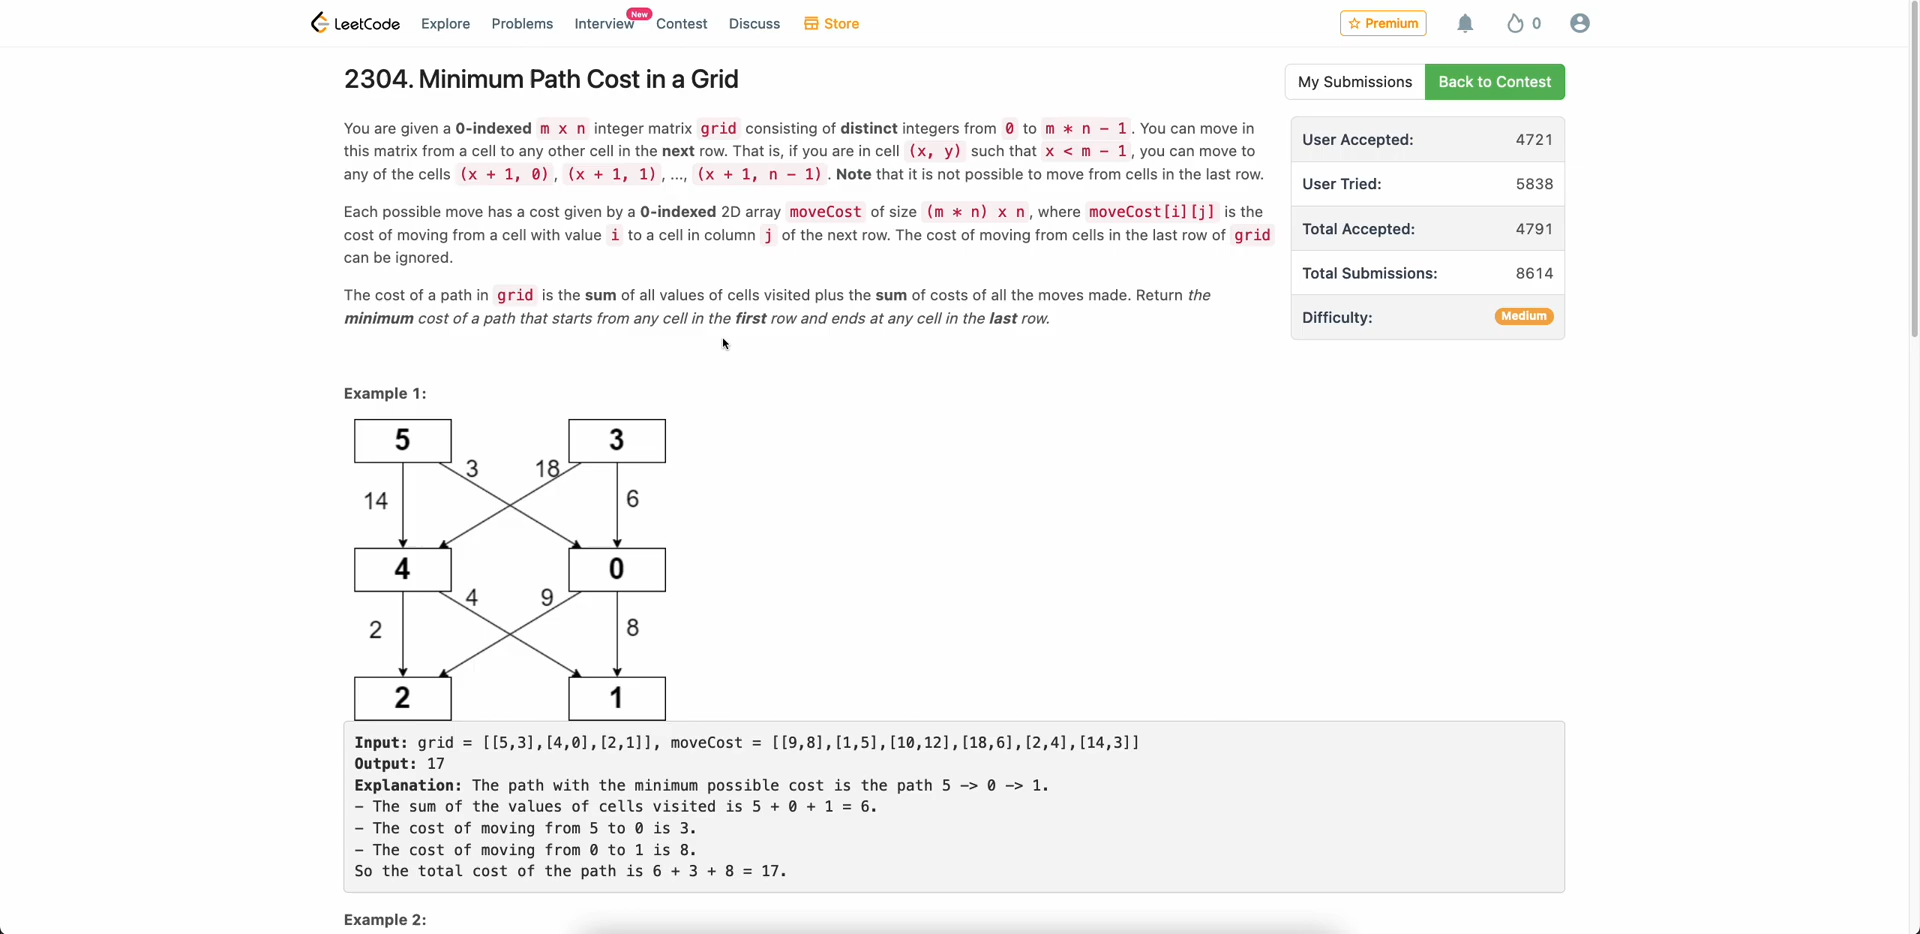 LeetCode Explore Problems Interview New Contest Discuss Store Premium 0
2304. Minimum Path Cost in a Grid
My Submissions Back to Contest
You are given a 0-indexed m x n integer matrix grid consisting of distinct integers from 0 to m * n - 1. You can move in
this matrix from a cell to any other cell in the next row. That is, if you are in cell (x, y) such that x < m - 1, you can move to
any of the cells (x + 1, 0), (x + 1, 1), ..., (x + 1, n - 1). Note that it is not possible to move from cells in the last row.
Each possible move has a cost given by a 0-indexed 2D array moveCost of size (m * n) x n, where moveCost[i][j] is the
cost of moving from a cell with value i to a cell in column j of the next row. The cost of moving from cells in the last row of grid
can be ignored.
The cost of a path in grid is the sum of all values of cells visited plus the sum of costs of all the moves made. Return the
minimum cost of a path that starts from any cell in the first row and ends at any cell in the last row.
User Accepted: 4721
User Tried: 5838
Total Accepted: 4791
Total Submissions: 8614
Difficulty: Medium
Example 1:
5 3
3 18
14 6
4 0
4 9
2 8
2 1
Input: grid = [[5,3],[4,0],[2,1]], moveCost = [[9,8],[1,5],[10,12],[18,6],[2,4],[14,3]]
Output: 17
Explanation: The path with the minimum possible cost is the path 5 -> 0 -> 1.
- The sum of the values of cells visited is 5 + 0 + 1 = 6.
- The cost of moving from 5 to 0 is 3.
- The cost of moving from 0 to 1 is 8.
So the total cost of the path is 6 + 3 + 8 = 17.
Example 2: